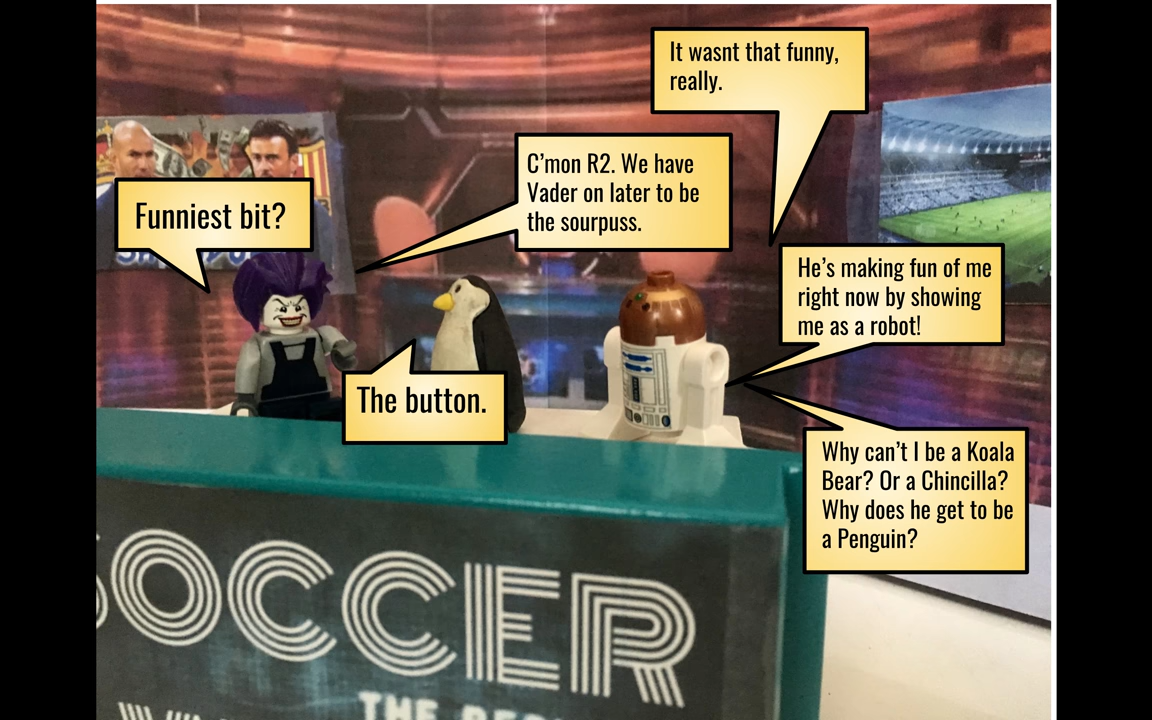 Funniest bit?
The button.
It wasnt that funny,
really.
C'mon R2. We have
Vader on later to be
the sourpuss.
He's making fun of me
right now by showing
me as a robot!
Why can't I be a Koala
Bear? Or a Chincilla?
Why does he get to be
a Penguin?
SOCCER
THE